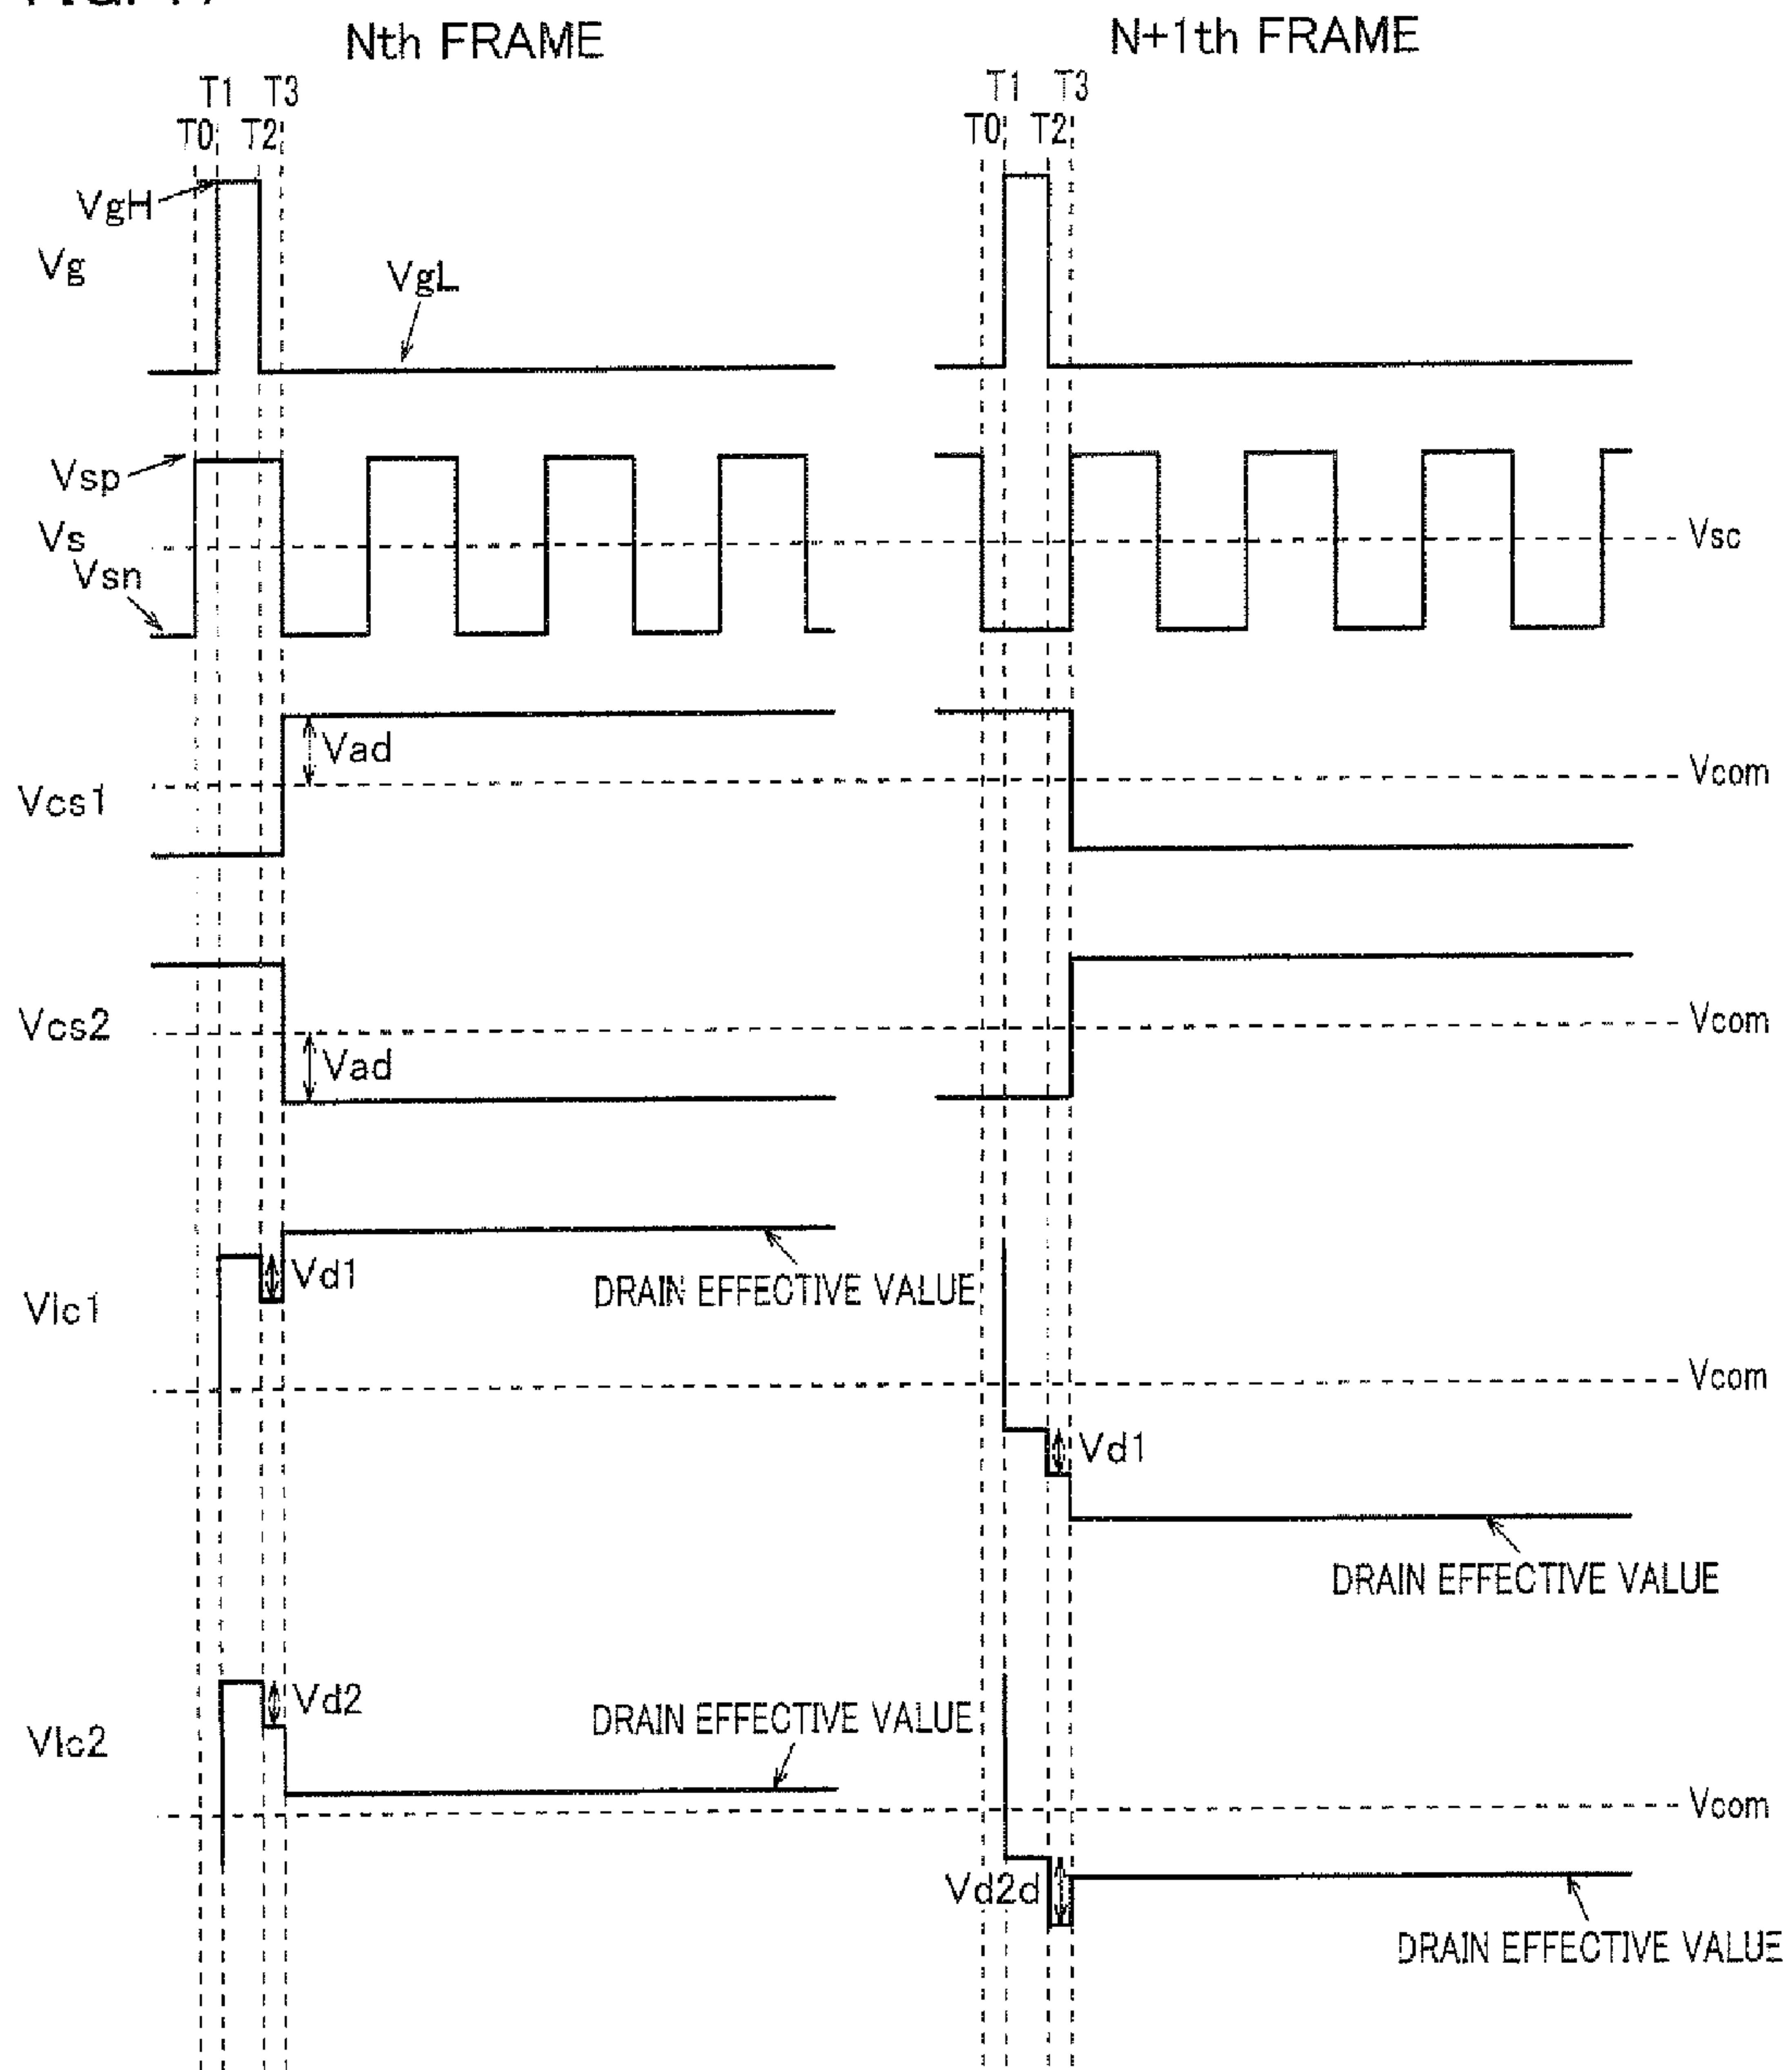 Nth FRAME
N+1th FRAME
T1 T3
T0 T2
T1 T3
T0 T2
VgH
Vg
VgL
Vsp
Vs
Vsn
Vsc
Vad
Vcs1
Vcom
Vcs2
Vad
Vcom
Vd1
DRAIN EFFECTIVE VALUE
Vlc1
Vcom
Vd1
DRAIN EFFECTIVE VALUE
Vd2
DRAIN EFFECTIVE VALUE
Vlc2
Vcom
Vd2d
DRAIN EFFECTIVE VALUE